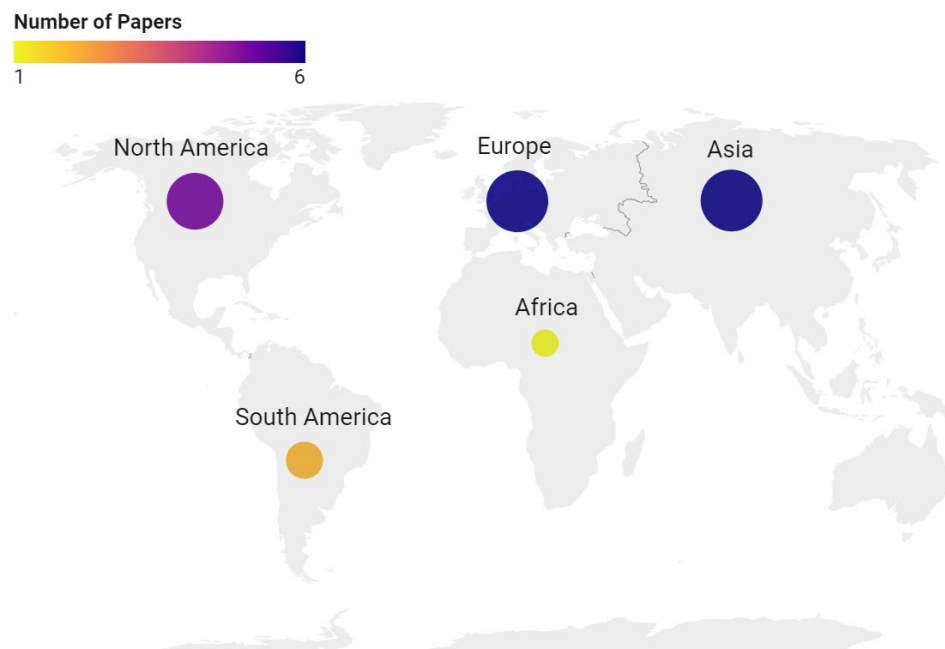 Number of Papers
1 6
North America
Europe
Asia
Africa
South America